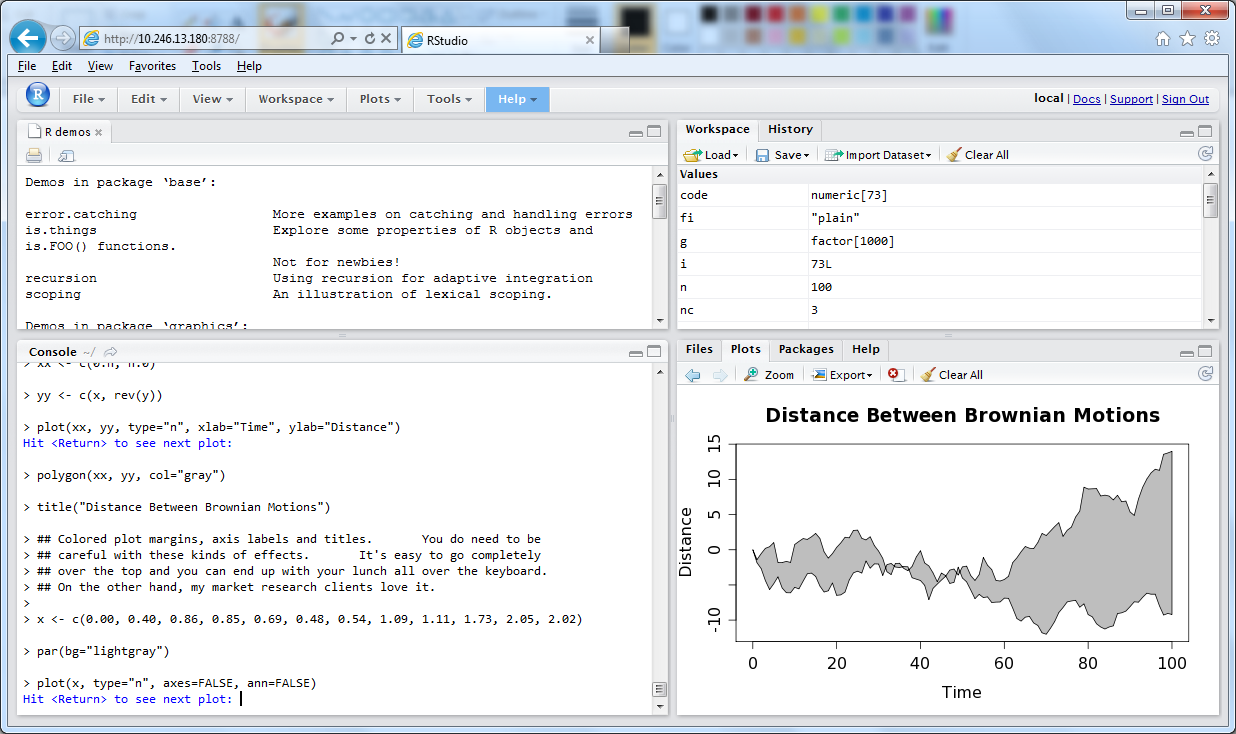 http://10.246.13.180:8788/
RStudio
File Edit View Favorites Tools Help
R File Edit View Workspace Plots Tools Help
local | Docs | Support | Sign Out
R demos
Demos in package ‘base’:
error.catching More examples on catching and handling errors
is.things Explore some properties of R objects and
is.FOO() functions.
Not for newbies!
recursion Using recursion for adaptive integration
scoping An illustration of lexical scoping.
Demos in package ‘graphics’:
Workspace History
Load Save Import Dataset Clear All
Values
code numeric[73]
fi "plain"
g factor[1000]
i 73L
n 100
nc 3
Console ~/
> xx <- c(0:n, n:0)
> yy <- c(x, rev(y))
> plot(xx, yy, type="n", xlab="Time", ylab="Distance")
Hit <Return> to see next plot:
> polygon(xx, yy, col="gray")
> title("Distance Between Brownian Motions")
> ## Colored plot margins, axis labels and titles. You do need to be
> ## careful with these kinds of effects. It's easy to go completely
> ## over the top and you can end up with your lunch all over the keyboard.
> ## On the other hand, my market research clients love it.
>
> x <- c(0.00, 0.40, 0.86, 0.85, 0.69, 0.48, 0.54, 1.09, 1.11, 1.73, 2.05, 2.02)
> par(bg="lightgray")
> plot(x, type="n", axes=FALSE, ann=FALSE)
Hit <Return> to see next plot:
Files Plots Packages Help
Zoom Export Clear All
Distance Between Brownian Motions
Distance
15
10
5
0
-10
0 20 40 60 80 100
Time